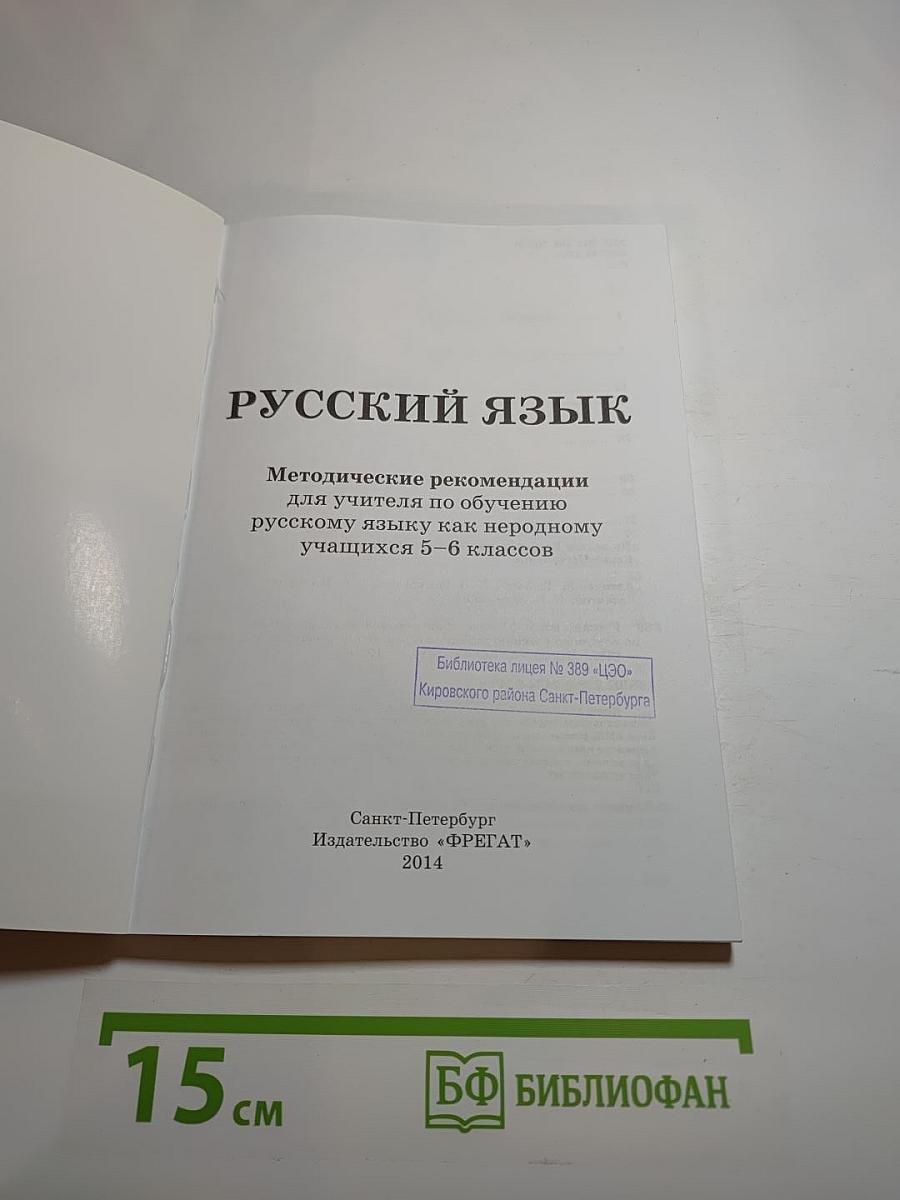 РУССКИЙ ЯЗЫК
Методические рекомендации
для учителя по обучению
русскому языку как неродному
учащихся 5–6 классов
Библиотека лицея № 389 «ЦЭО»
Кировского района Санкт-Петербурга
Санкт-Петербург
Издательство «ФРЕГАТ»
2014
15 см
БФ БИБЛИОФАН